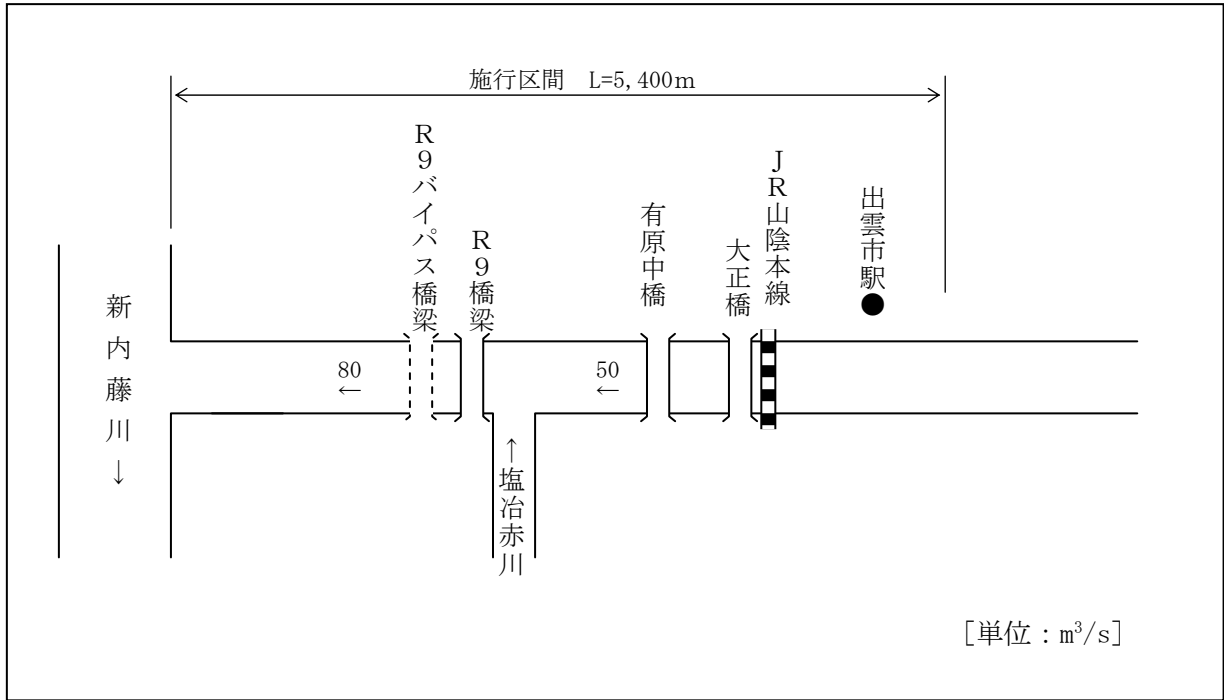 施行区間　L=5,400m
R9バイパス橋梁
R9橋梁
有原中橋
大正橋
JR山陰本線
出雲市駅
新内藤川↓
80
←
50
←
↑塩冶赤川
[単位：m³/s]